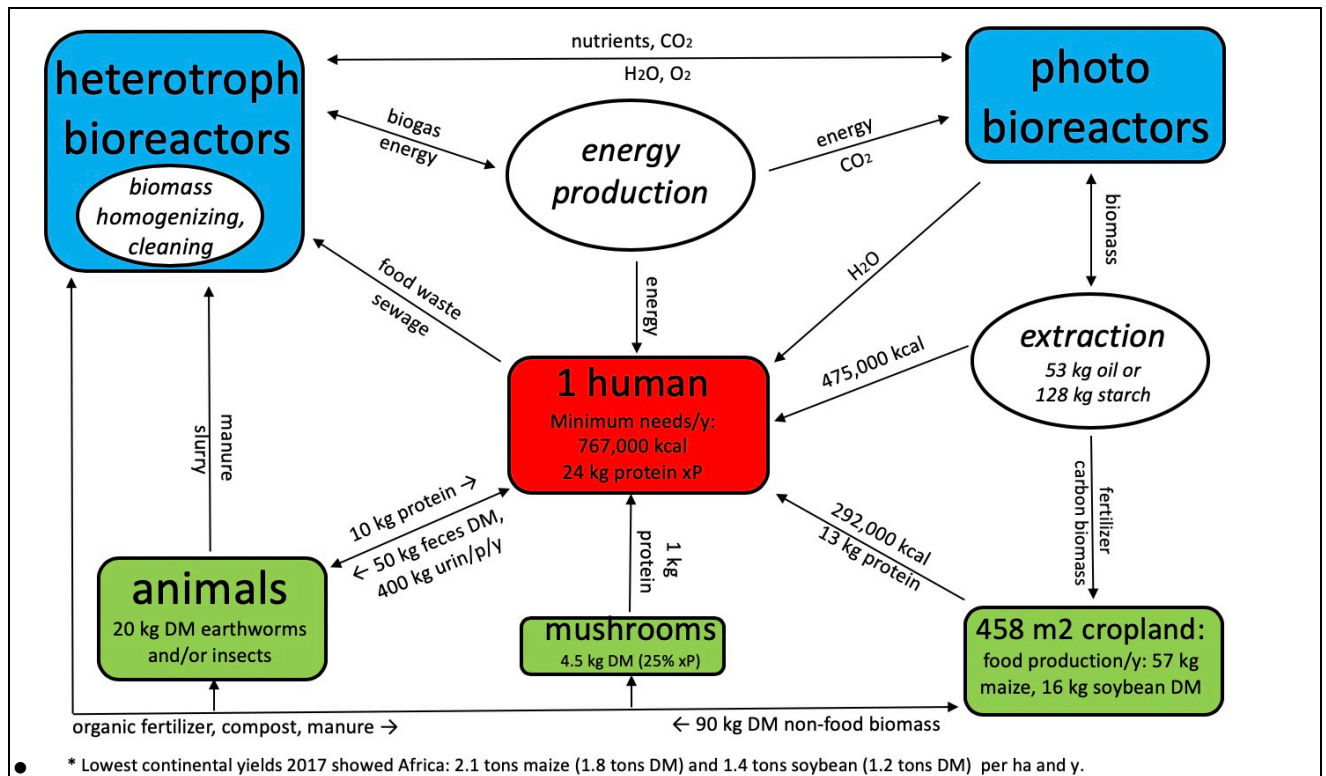 heterotroph
bioreactors
biomass
homogenizing,
cleaning
nutrients, CO2
H2O, O2
photo
bioreactors
biogas
energy
energy
production
energy
CO2
biomass
H2O
food waste
sewage
energy
extraction
53 kg oil or
128 kg starch
475,000 kcal
1 human
Minimum needs/y:
767,000 kcal
24 kg protein xP
manure
slurry
fertilizer
carbon biomass
10 kg protein →
← 50 kg feces DM,
400 kg urin/p/y
1 kg
protein
292,000 kcal
13 kg protein
animals
20 kg DM earthworms
and/or insects
mushrooms
4.5 kg DM (25% xP)
458 m2 cropland:
food production/y: 57 kg
maize, 16 kg soybean DM
organic fertilizer, compost, manure →
← 90 kg DM non-food biomass
* Lowest continental yields 2017 showed Africa: 2.1 tons maize (1.8 tons DM) and 1.4 tons soybean (1.2 tons DM) per ha and y.